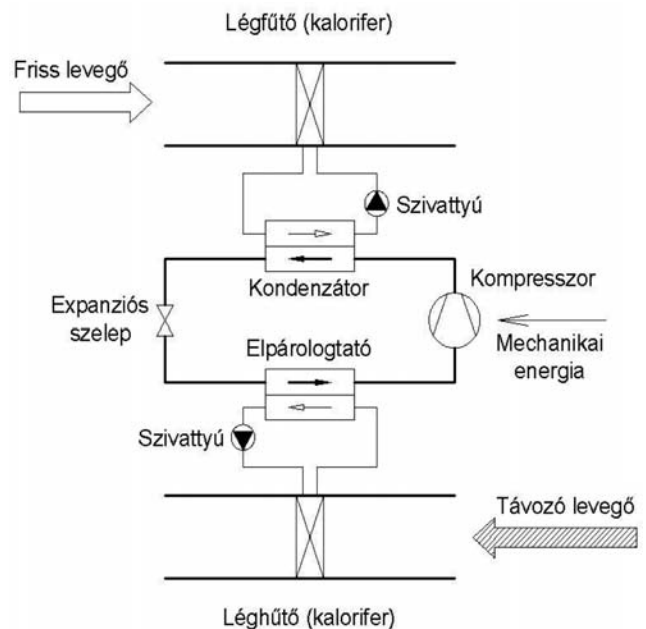 Légfűtő (kalorifer)
Friss levegő
Szivattyú
Kondenzátor
Kompresszor
Expanziós
szelep
Elpárologtató
Mechanikai
energia
Szivattyú
Távozó levegő
Léghűtő (kalorifer)